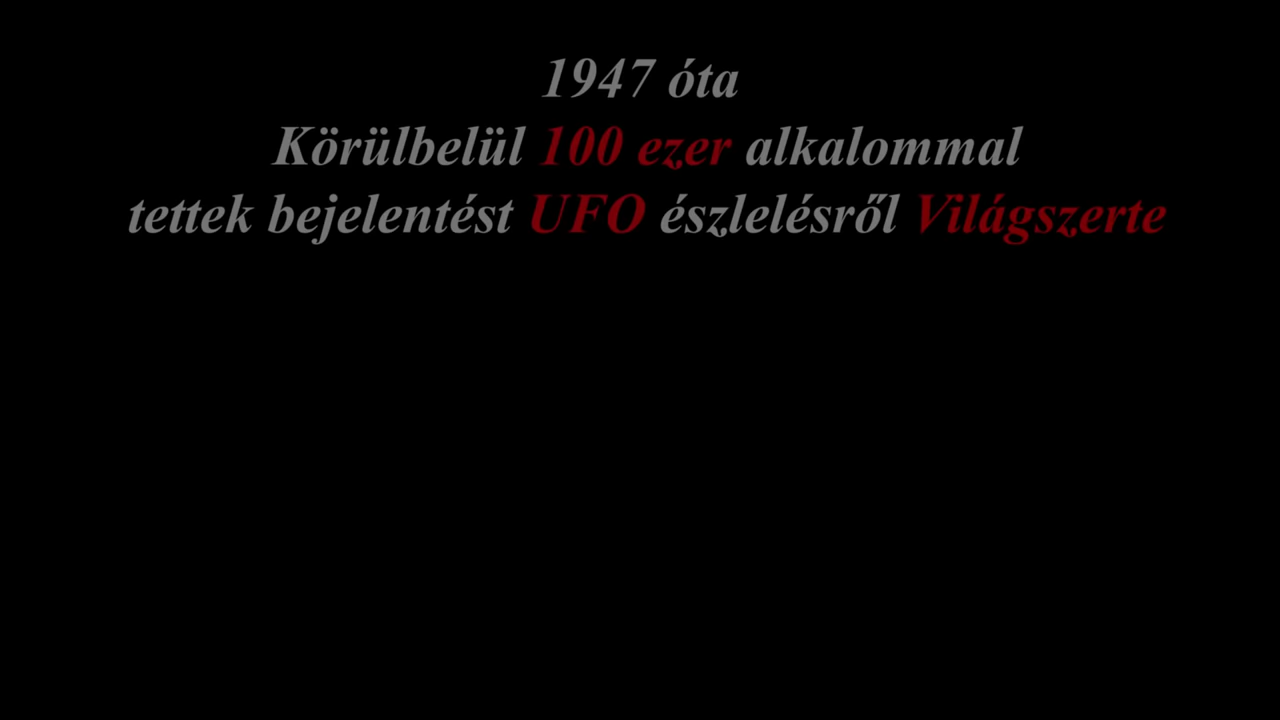 1947 óta
Körülbelül 100 ezer alkalommal
tettek bejelentést UFO észlelésről Világszerte